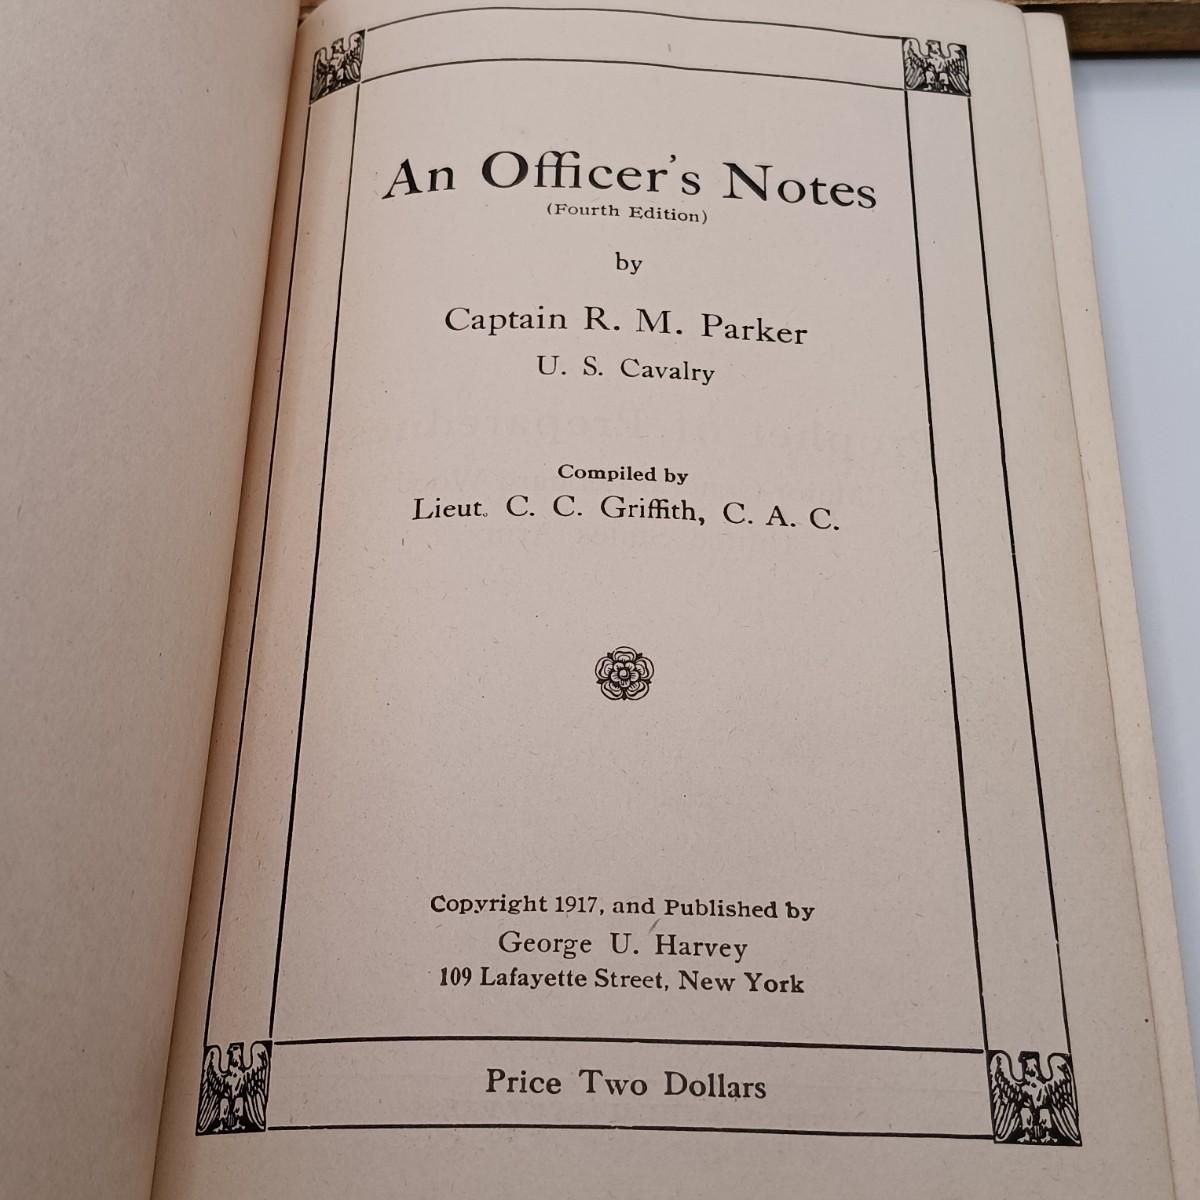 An Officer's Notes
(Fourth Edition)
by
Captain R. M. Parker
U. S. Cavalry
Compiled by
Lieut. C. C. Griffith, C. A. C.
Copyright 1917, and Published by
George U. Harvey
109 Lafayette Street, New York
Price Two Dollars